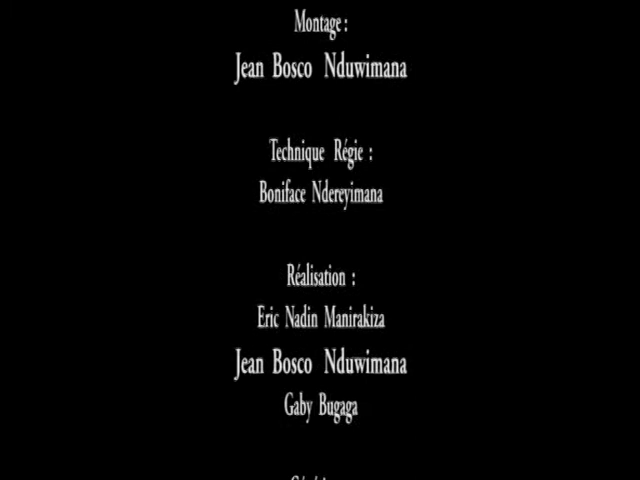 Montage :
Jean Bosco Nduwimana
Technique Régie :
Boniface Ndereyimana
Réalisation :
Eric Nadin Manirakiza
Jean Bosco Nduwimana
Gaby Bugaga